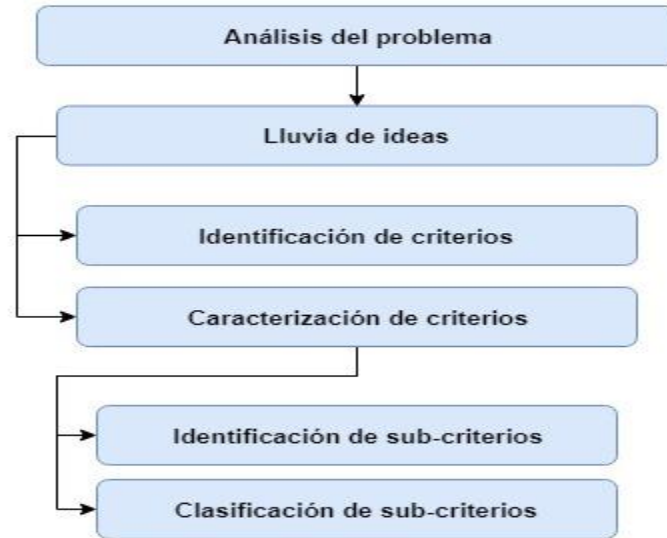 Análisis del problema
Lluvia de ideas
Identificación de criterios
Caracterización de criterios
Identificación de sub-criterios
Clasificación de sub-criterios